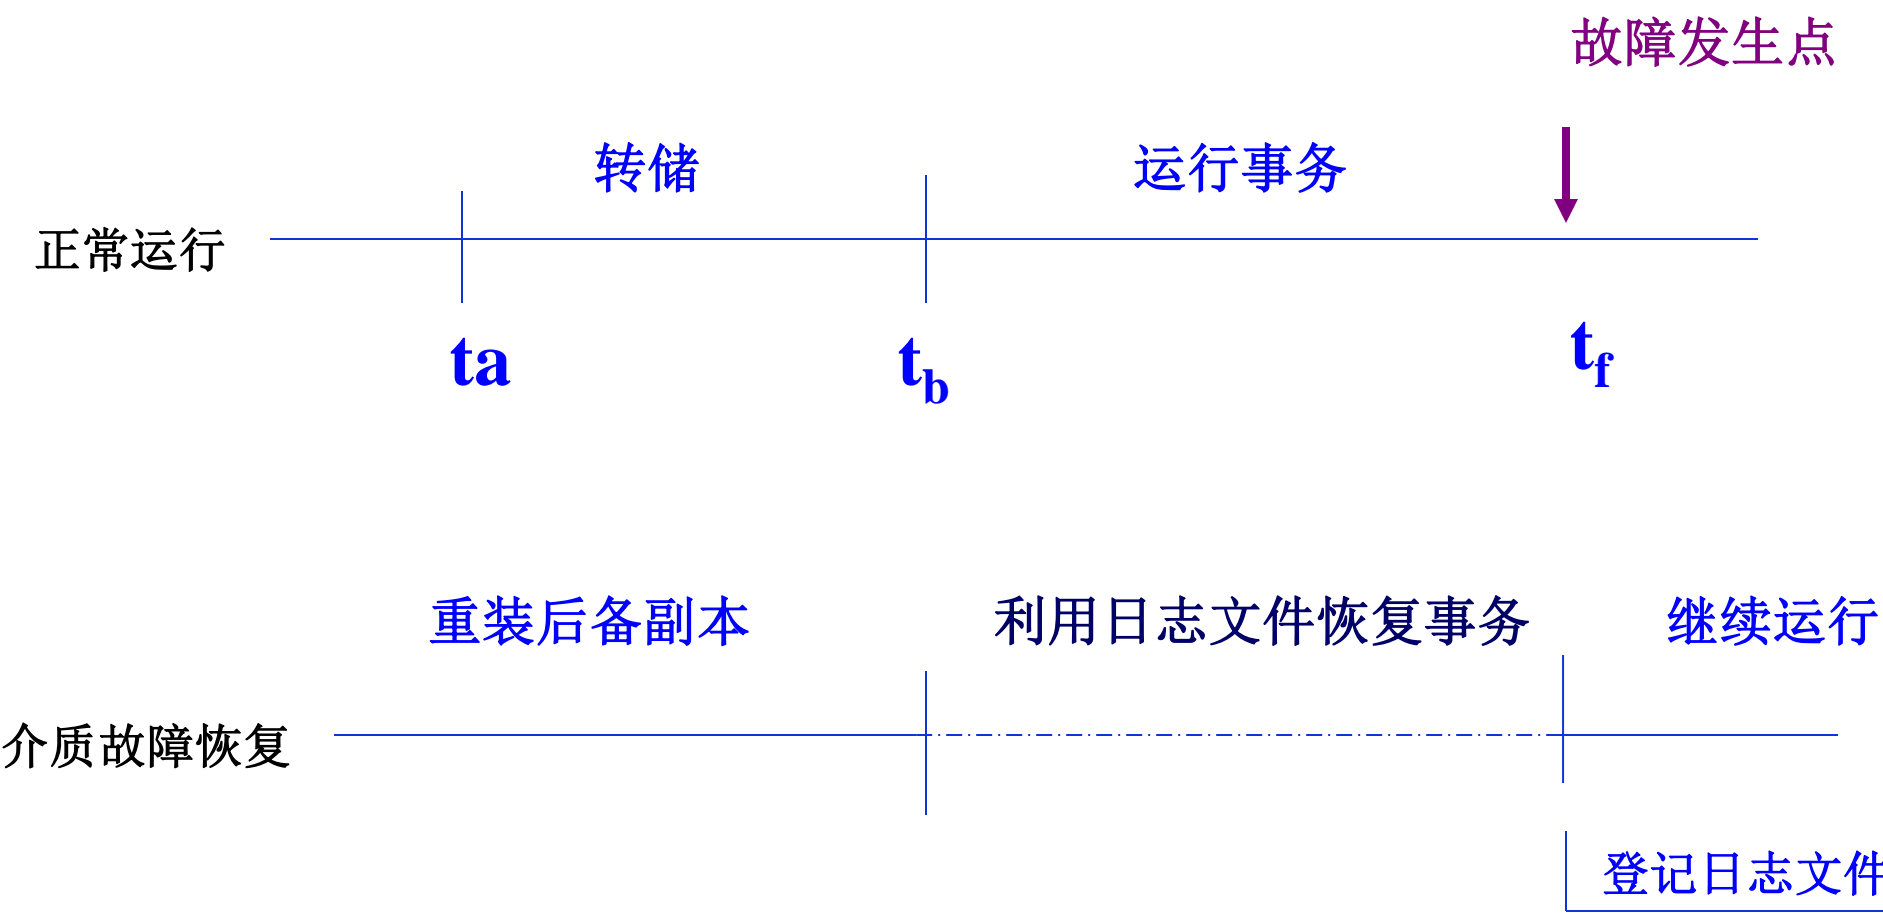 故障发生点
转储 运行事务
正常运行
ta tb tf
重装后备副本 利用日志文件恢复事务 继续运行
介质故障恢复
登记日志文件